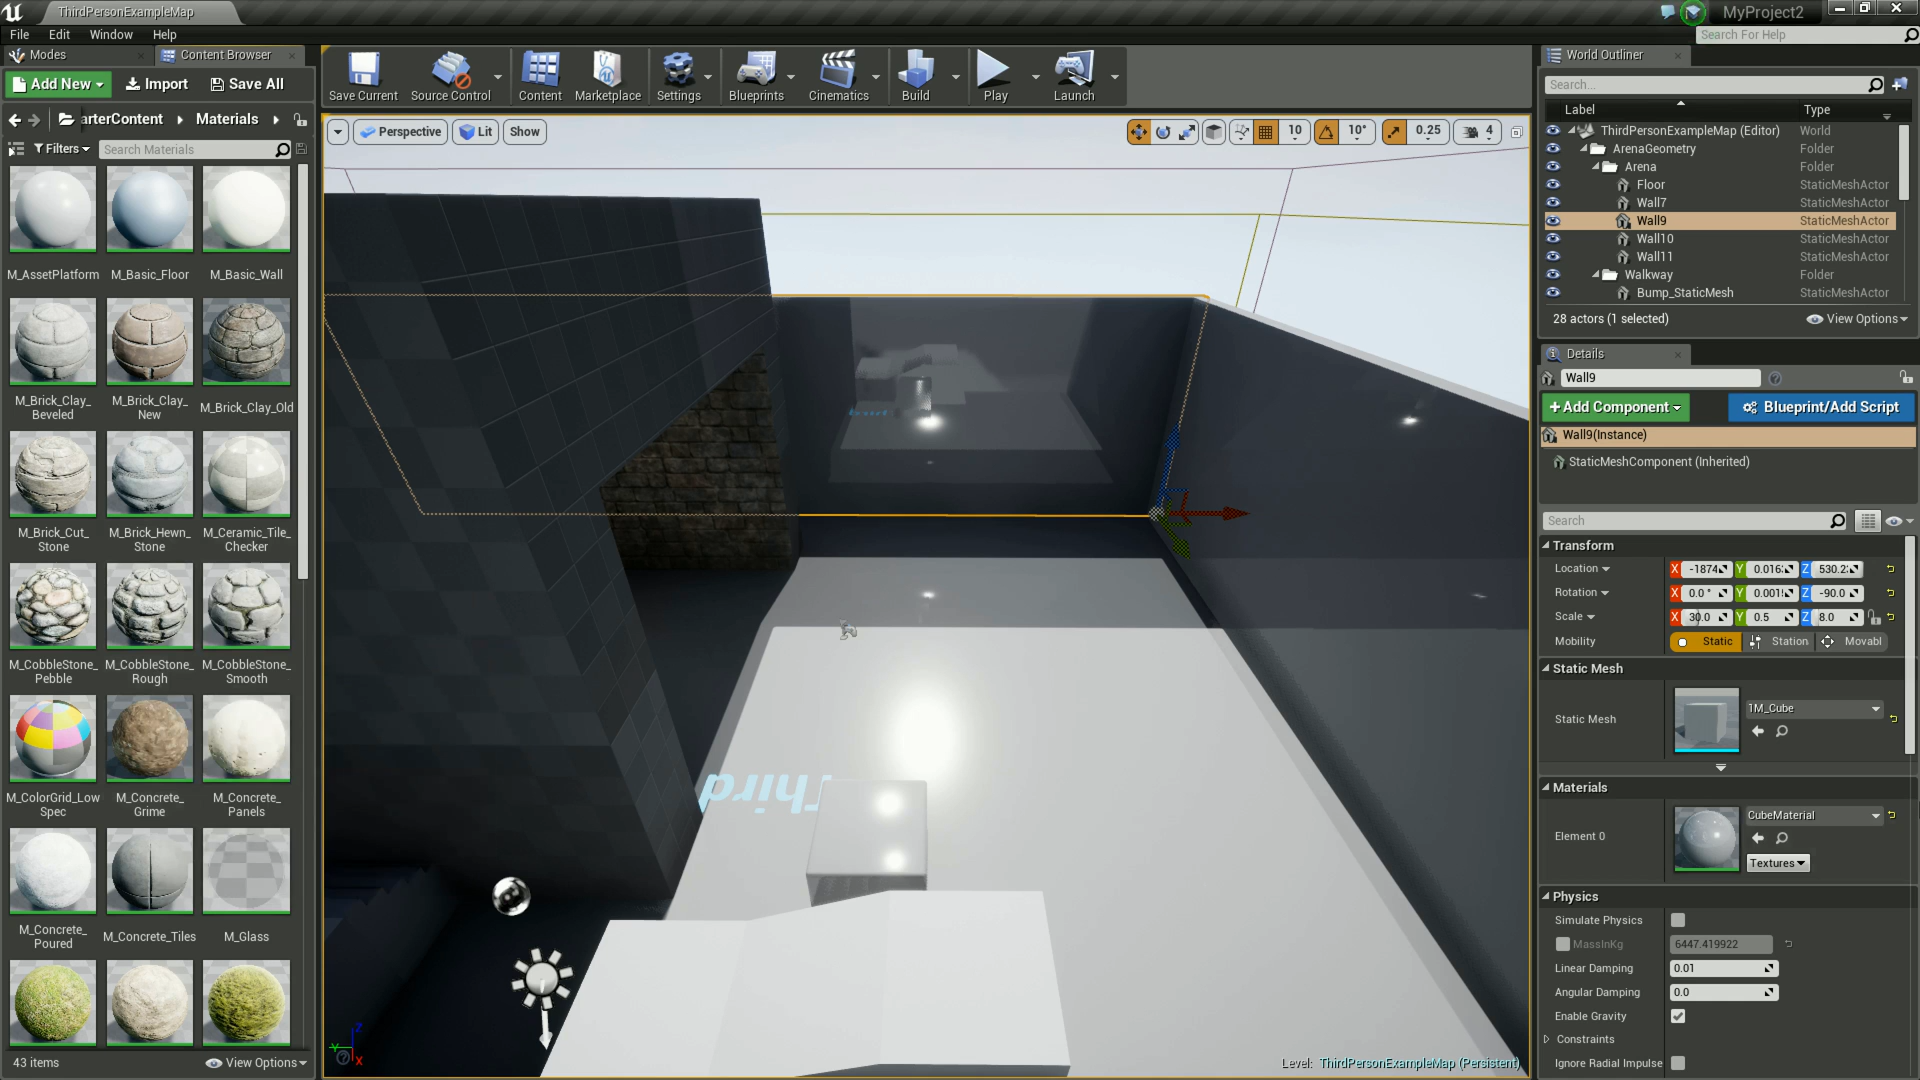 ThirdPersonExampleMap
MyProject2
File Edit Window Help
Search For Help
Modes
Content Browser
Add New
Import
Save All
arterContent
Materials
Filters
Search Materials
M_AssetPlatform
M_Basic_Floor
M_Basic_Wall
M_Brick_Clay_
Beveled
M_Brick_Clay_
New
M_Brick_Clay_Old
M_Brick_Cut_
Stone
M_Brick_Hewn_
Stone
M_Ceramic_Tile_
Checker
M_CobbleStone_
Pebble
M_CobbleStone_
Rough
M_CobbleStone_
Smooth
M_ColorGrid_Low
Spec
M_Concrete_
Grime
M_Concrete_
Panels
M_Concrete_
Poured
M_Concrete_Tiles
M_Glass
43 items
View Options
Save Current
Source Control
Content
Marketplace
Settings
Blueprints
Cinematics
Build
Play
Launch
Perspective
Lit
Show
10
10°
0.25
4
Third
Z
Y
X
Level: ThirdPersonExampleMap (Persistent)
World Outliner
Search...
Label Type
ThirdPersonExampleMap (Editor) World
ArenaGeometry Folder
Arena Folder
Floor StaticMeshActor
Wall7 StaticMeshActor
Wall9 StaticMeshActor
Wall10 StaticMeshActor
Wall11 StaticMeshActor
Walkway Folder
Bump_StaticMesh StaticMeshActor
28 actors (1 selected)
View Options
Details
Wall9
+Add Component
Blueprint/Add Script
Wall9(Instance)
StaticMeshComponent (Inherited)
Search
Transform
Location X -1874 Y 0.016 Z 530.2
Rotation X 0.0 ° Y 0.001 Z -90.0
Scale X 30.0 Y 0.5 Z 8.0
Mobility Static Station Movabl
Static Mesh
Static Mesh
1M_Cube
Materials
Element 0
CubeMaterial
Textures
Physics
Simulate Physics
MassInKg 6447.419922
Linear Damping 0.01
Angular Damping 0.0
Enable Gravity
Constraints
Ignore Radial Impulse